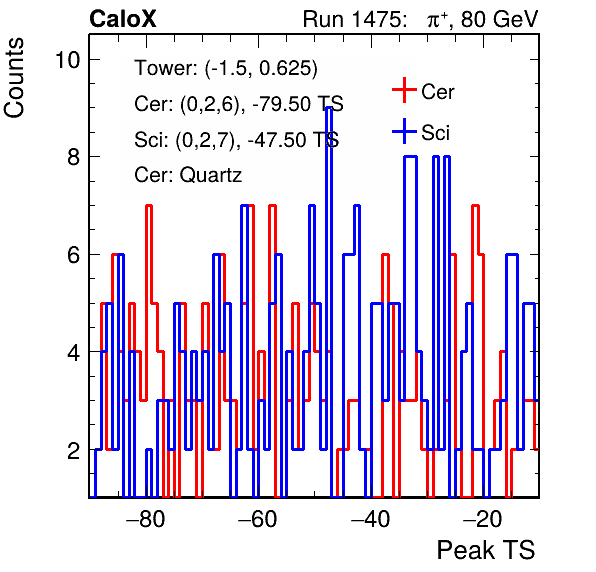 CaloX Run 1475: π+, 80 GeV
Counts
Tower: (-1.5, 0.625)
Cer: (0,2,6), -79.50 TS
Sci: (0,2,7), -47.50 TS
Cer: Quartz
Cer
Sci
10
8
6
4
2
−80 −60 −40 −20
Peak TS